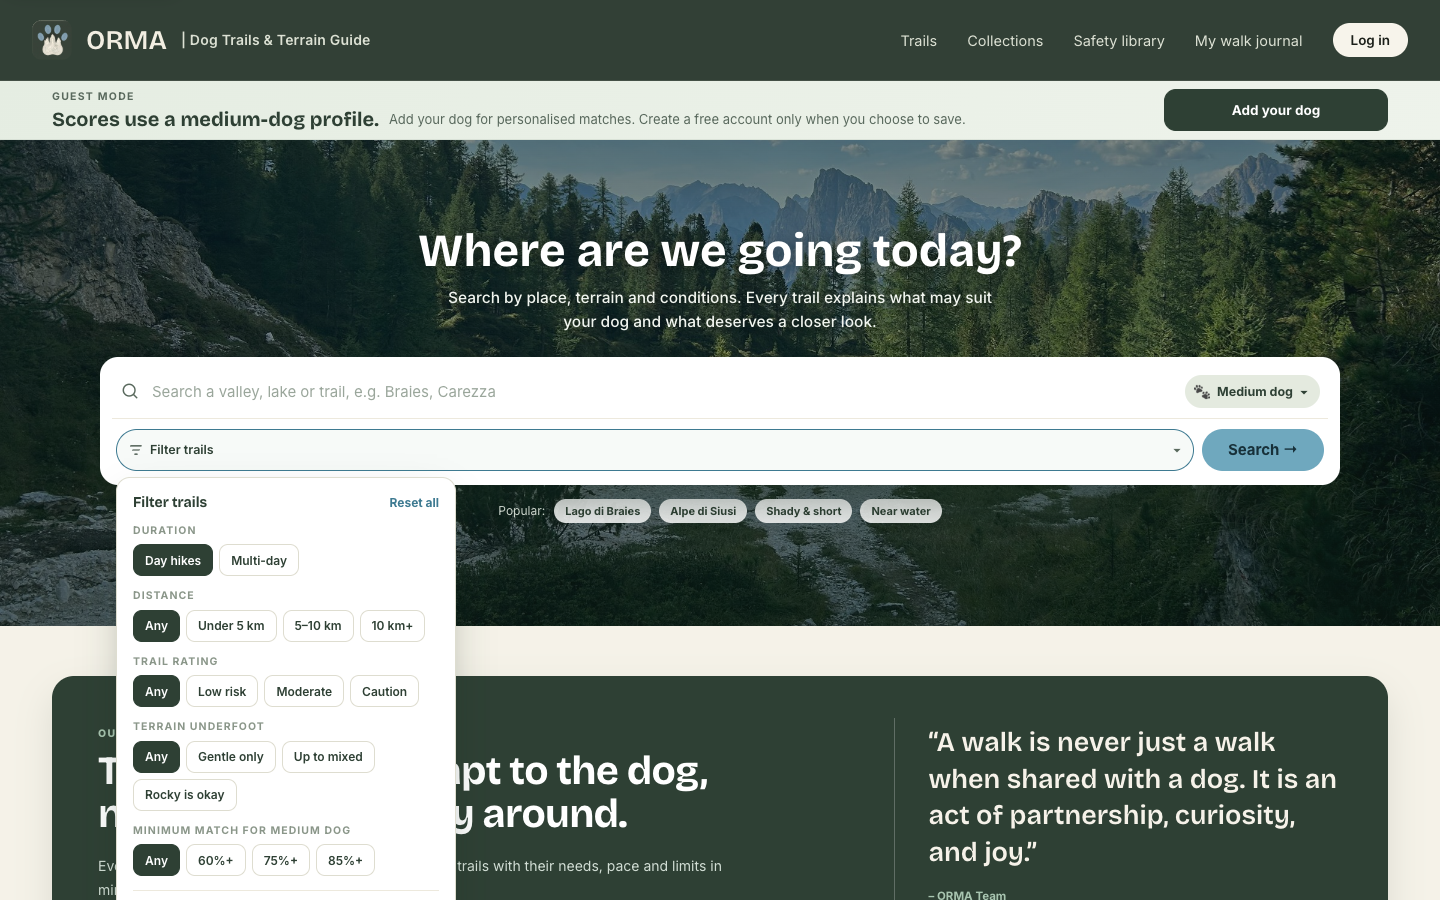 ORMA | Dog Trails & Terrain Guide
Trails
Collections
Safety library
My walk journal
Log in
GUEST MODE
Scores use a medium-dog profile. Add your dog for personalised matches. Create a free account only when you choose to save.
Add your dog
Where are we going today?
Search by place, terrain and conditions. Every trail explains what may suit
your dog and what deserves a closer look.
Search a valley, lake or trail, e.g. Braies, Carezza
Medium dog
Filter trails
Search →
Popular:
Lago di Braies
Alpe di Siusi
Shady & short
Near water
Filter trails
Reset all
DURATION
Day hikes
Multi-day
DISTANCE
Any
Under 5 km
5–10 km
10 km+
TRAIL RATING
Any
Low risk
Moderate
Caution
TERRAIN UNDERFOOT
Any
Gentle only
Up to mixed
Rocky is okay
MINIMUM MATCH FOR MEDIUM DOG
Any
60%+
75%+
85%+
to the dog,
around.
trails with their needs, pace and limits in
“A walk is never just a walk
when shared with a dog. It is an
act of partnership, curiosity,
and joy.”
– ORMA Team